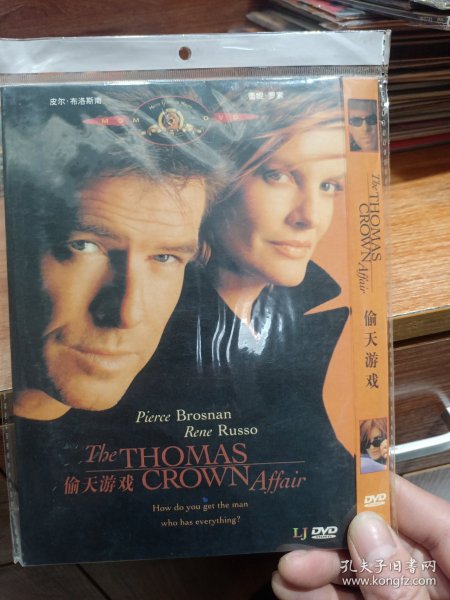 皮尔·布洛斯南
蕾妮·罗素
MGM DVD
Pierce Brosnan
Rene Russo
The THOMAS
偷天游戏 CROWN Affair
How do you get the man
who has everything?
LJ DVD
The THOMAS
CROWN
Affair
偷天游戏
DVD
孔夫子旧书网
www.kongfz.com